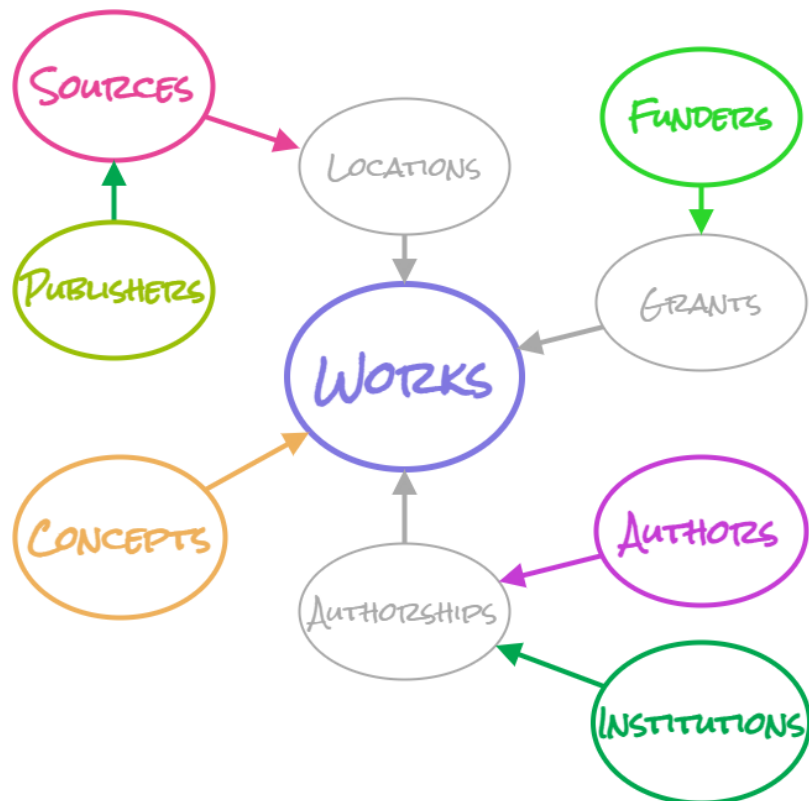 Sources
Funders
Locations
Publishers
Grants
Works
Concepts
Authors
Authorships
Institutions